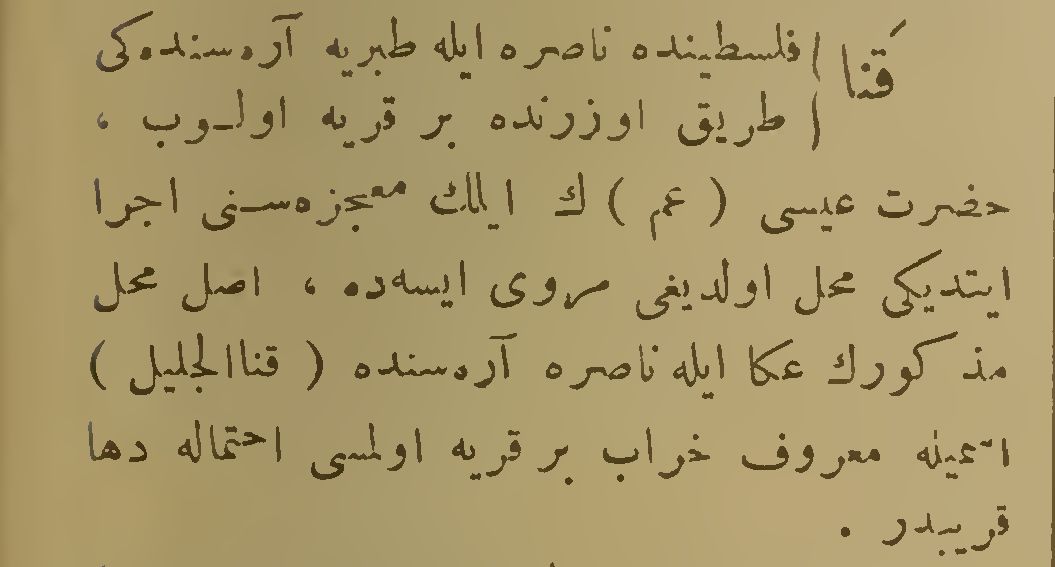 قنا ( فلسطینده ناصره ایله طبریه آره‌سنده‌کی
( طریق اوزرنده بر قریه اولوب ،
حضرت عیسی ( عم ) ك ایلك معجزه‌سنی اجرا
ایتدیکی محل اولدیغی مروی ایسه‌ده ، اصل محل
مذکورك عکا ایله ناصره آره‌سنده ( قناالجلیل )
اسمیله معروف خراب بر قریه اولمسی احتماله دها
قریبدر .